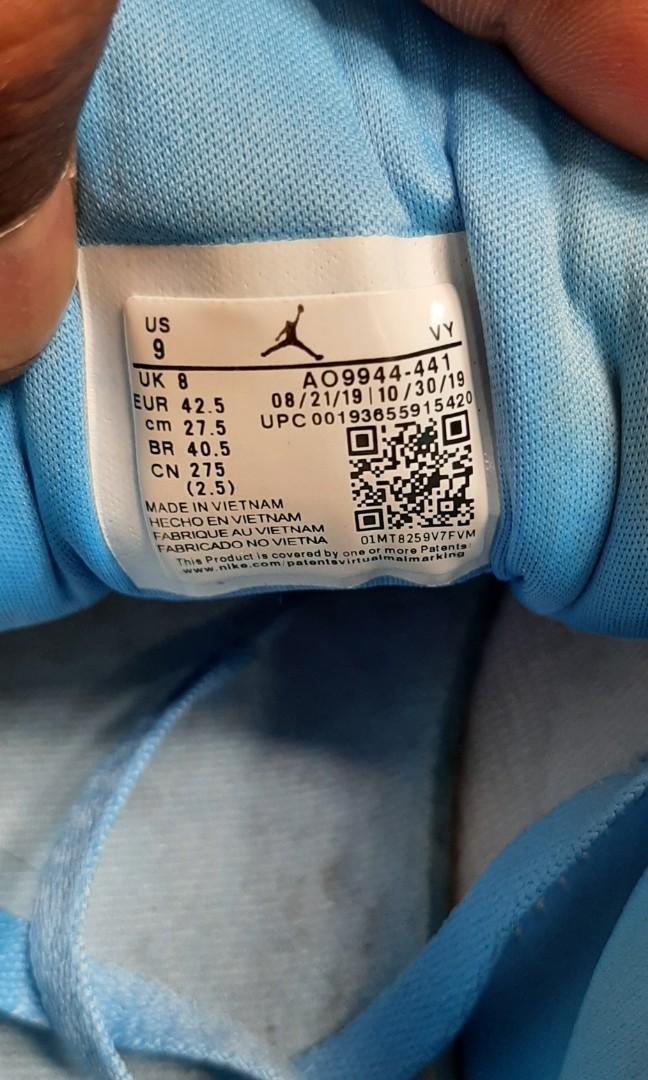 US
9
VY
UK 8
EUR 42.5
cm 27.5
BR 40.5
CN 275
(2.5)
AO9944-441
08/21/19 | 10/30/19
UPC 00193655915420
MADE IN VIETNAM
HECHO EN VIETNAM
FABRIQUE AU VIETNAM
FABRICADO NO VIETNA
01MT8259V7FVM
This Product is covered by one or more Patents:
www.nike.com/patentsvirtualmalmarking